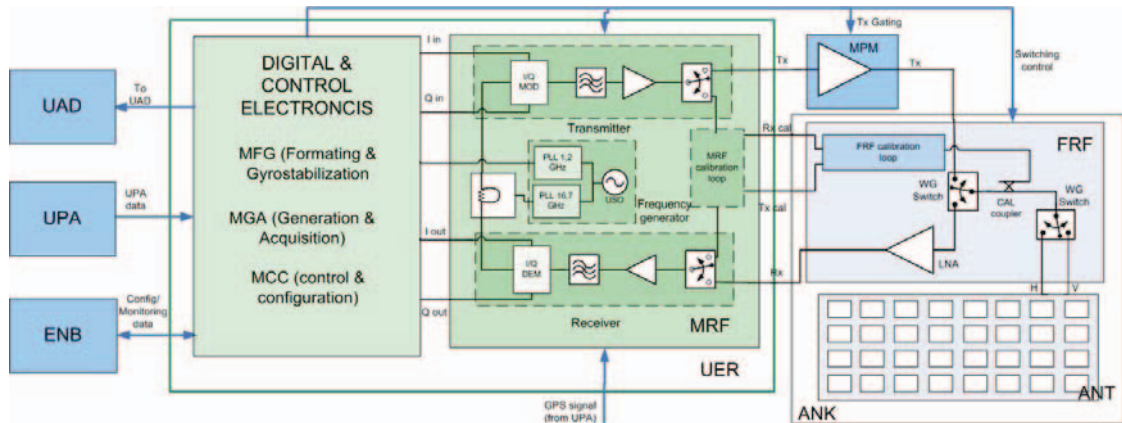 Tx Gating
I in
DIGITAL &
CONTROL
ELECTRONCIS
I/Q
MOD
Q in
Transmitter
Tx
MPM
Tx
Switching
control
UAD
To
UAD
MFG (Formating &
Gyrostabilization
PLL 1,2
GHz
PLL 16,7
GHz
USO
Frequency
generator
MRF
calibration
loop
Rx cal
Tx cal
FRF calibration
loop
FRF
WG
Switch
CAL
coupler
WG
Switch
UPA
UPA
data
MGA (Generation &
Acquisition)
I out
I/Q
DEM
Rx
LNA
H
V
MCC (control &
configuration)
Q out
Receiver
MRF
ENB
Config/
Monitoring
data
UER
GPS signal
(from UPA)
ANT
ANK